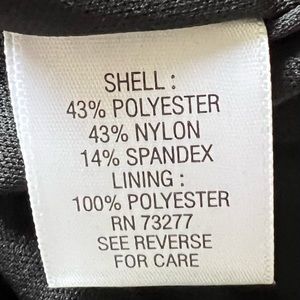 SHELL :
43% POLYESTER
43% NYLON
14% SPANDEX
LINING :
100% POLYESTER
RN 73277
SEE REVERSE
FOR CARE